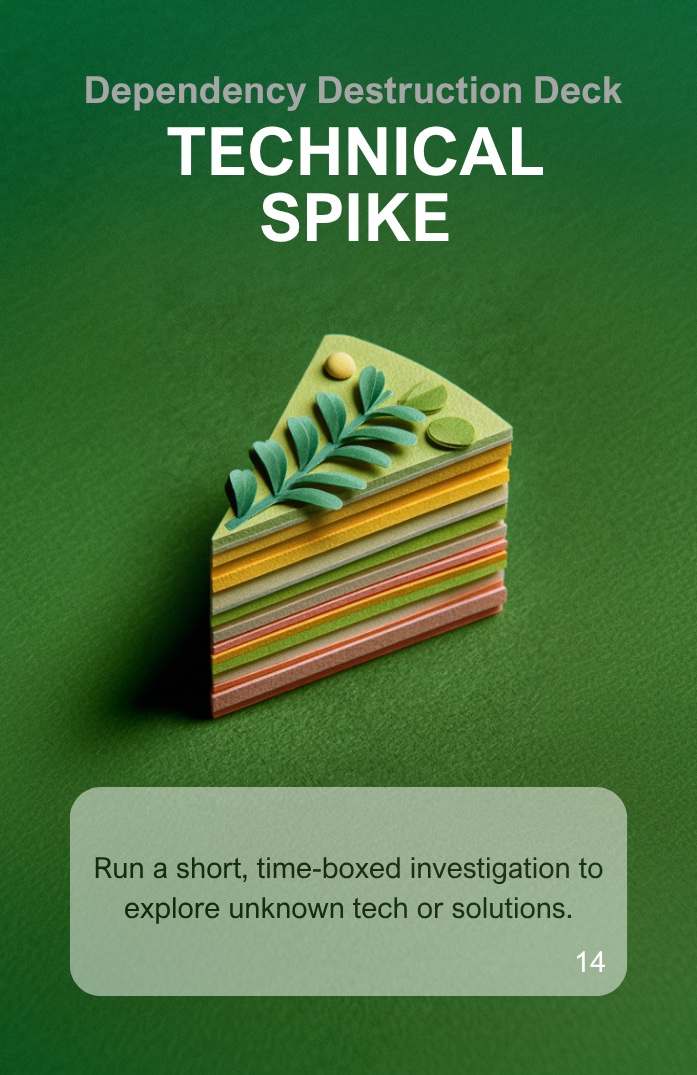 Dependency Destruction Deck
TECHNICAL
SPIKE
Run a short, time-boxed investigation to
explore unknown tech or solutions.
14